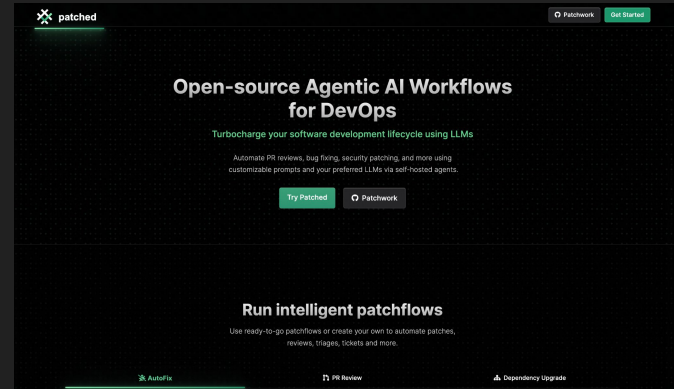 patched
Patchwork
Get Started
Open-source Agentic AI Workflows
for DevOps
Turbocharge your software development lifecycle using LLMs
Automate PR reviews, bug fixing, security patching, and more using
customizable prompts and your preferred LLMs via self-hosted agents.
Try Patched
Patchwork
Run intelligent patchflows
Use ready-to-go patchflows or create your own to automate patches,
reviews, triages, tickets and more.
AutoFix
PR Review
Dependency Upgrade